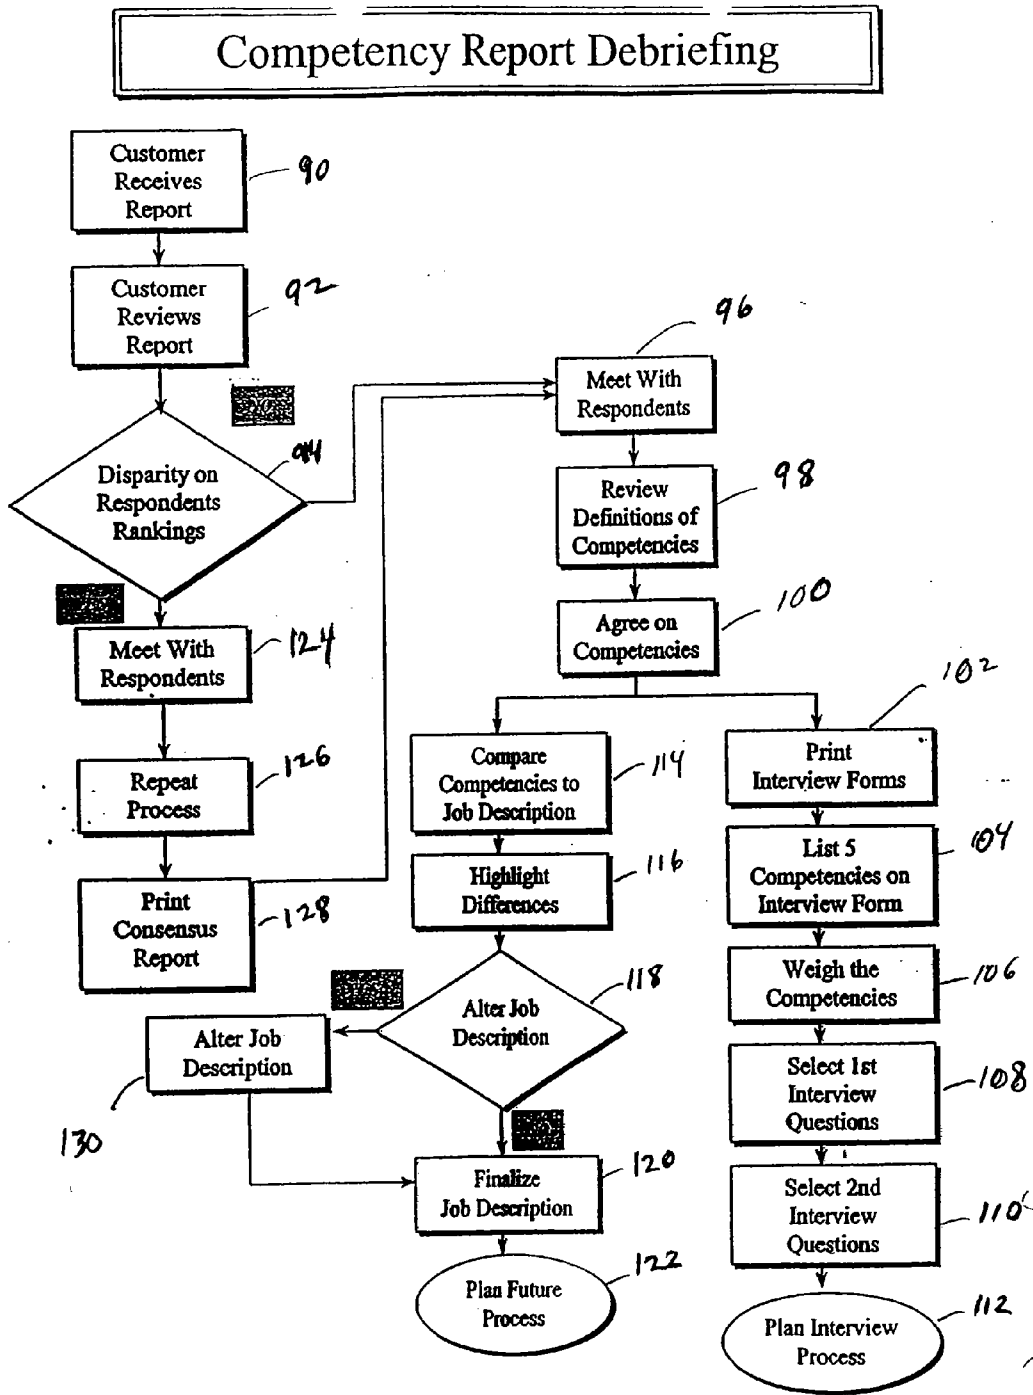 Competency Report Debriefing
Customer
Receives
Report
90
Customer
Reviews
Report
92
Disparity on
Respondents
Rankings
94
Meet With
Respondents
124
Repeat
Process
126
Print
Consensus
Report
128
Meet With
Respondents
96
Review
Definitions of
Competencies
98
Agree on
Competencies
100
Compare
Competencies to
Job Description
114
Highlight
Differences
116
Alter Job
Description
118
Alter Job
Description
130
Finalize
Job Description
120
Plan Future
Process
122
Print
Interview Forms
102
List 5
Competencies on
Interview Form
104
Weigh the
Competencies
106
Select 1st
Interview
Questions
108
Select 2nd
Interview
Questions
110
Plan Interview
Process
112